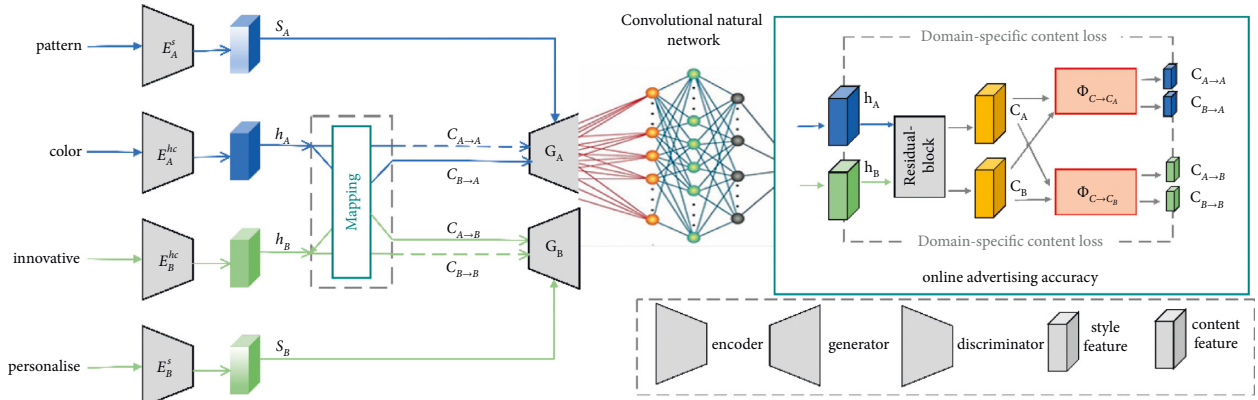 pattern
E_A^s
S_A
color
E_A^hc
h_A
innovative
E_B^hc
h_B
personalise
E_B^s
S_B
Mapping
C_A→A
C_B→A
C_A→B
C_B→B
G_A
G_B
Convolutional natural
network
Domain-specific content loss
h_A
h_B
Residual-
block
C_A
C_B
Φ_C→C_A
Φ_C→C_B
C_A→A
C_B→A
C_A→B
C_B→B
Domain-specific content loss
online advertising accuracy
encoder
generator
discriminator
style
feature
content
feature